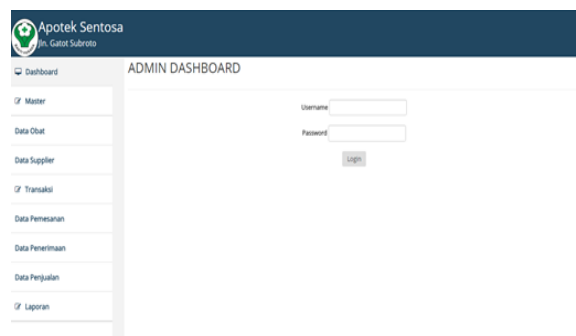 Apotek Sentosa
Jln. Gatot Subroto
Dashboard
ADMIN DASHBOARD
Master
Data Obat
Data Supplier
Transaksi
Data Pemesanan
Data Penerimaan
Data Penjualan
Laporan
Username
Password
Login